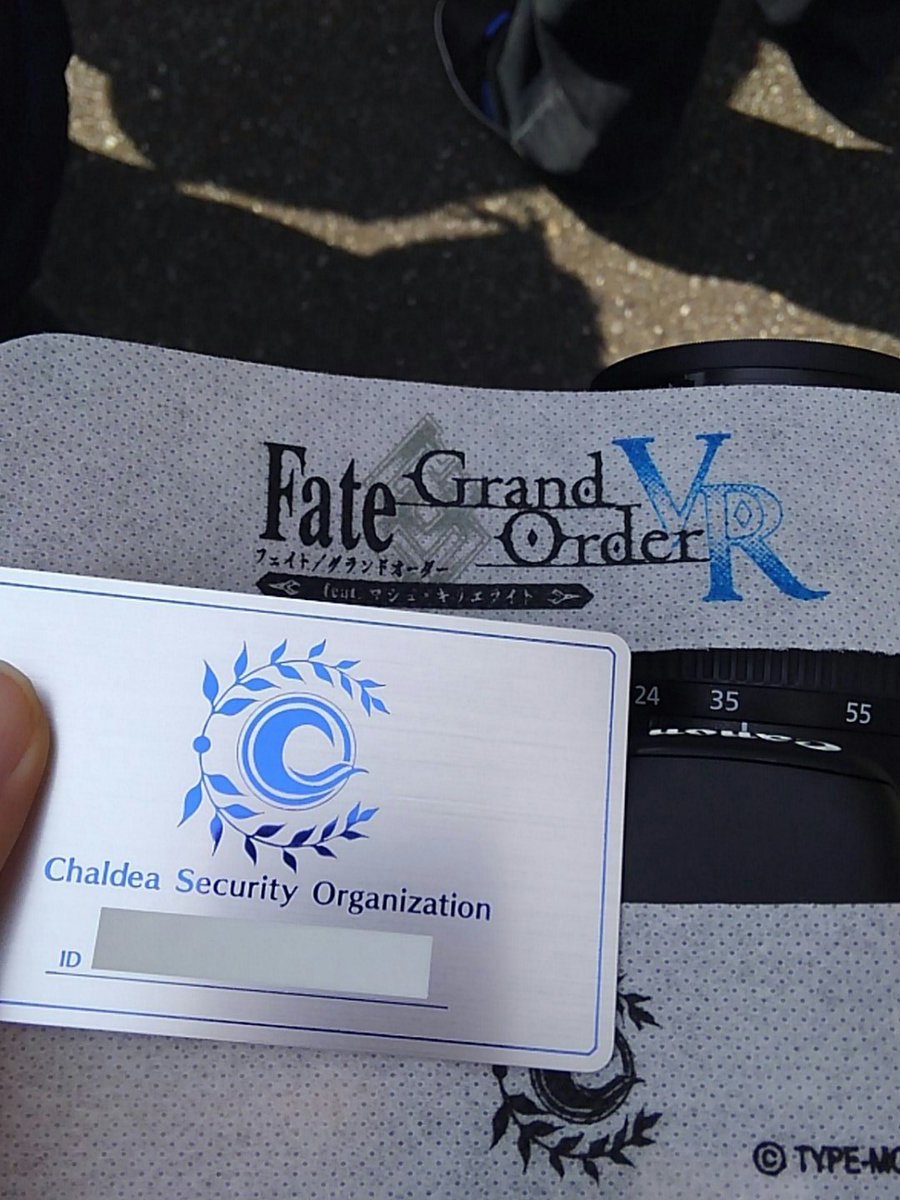 Fate
Grand
Order
VR
フェイト/グランドオーダー
feat. マシュ・キリエライト
24 35 55
Canon
Chaldea Security Organization
ID
© TYPE-MO